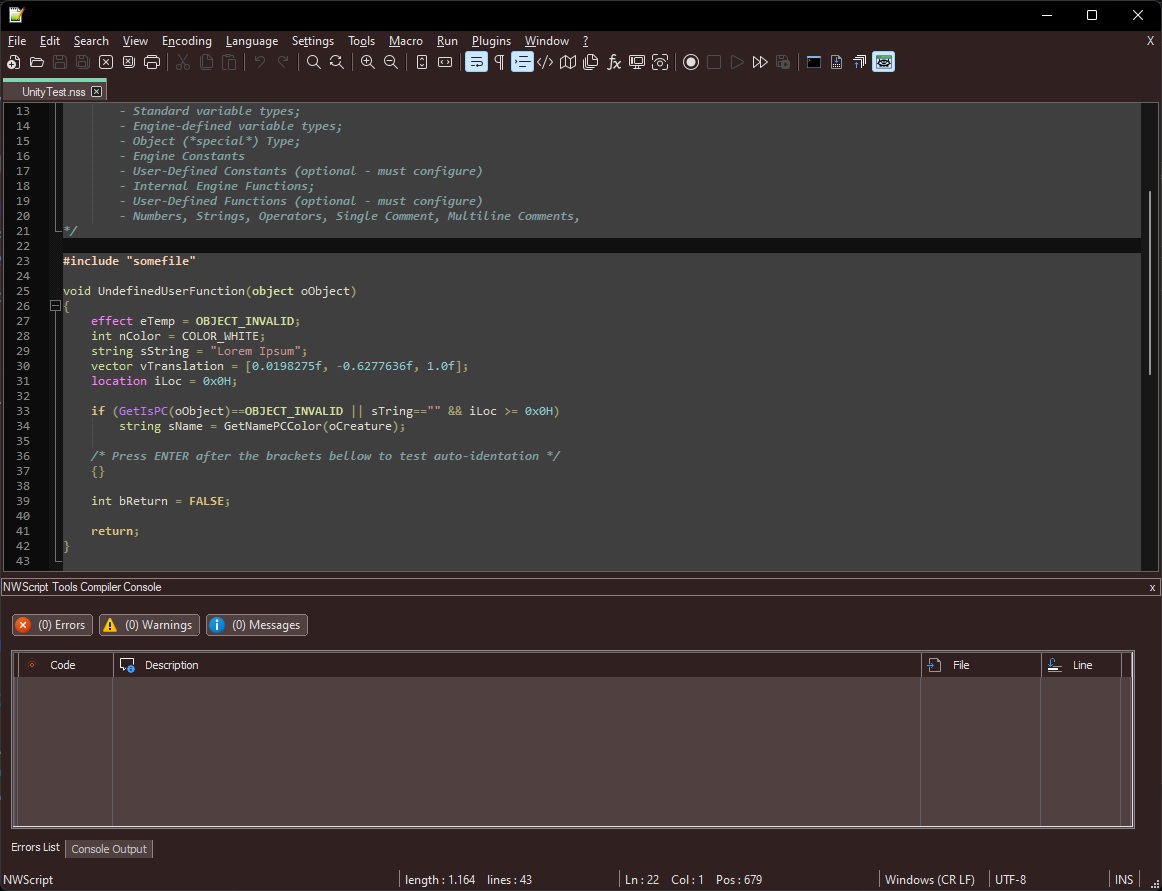 File Edit Search View Encoding Language Settings Tools Macro Run Plugins Window ? X
UnityTest.nss
13 - Standard variable types;
14 - Engine-defined variable types;
15 - Object (*special*) Type;
16 - Engine Constants
17 - User-Defined Constants (optional - must configure)
18 - Internal Engine Functions;
19 - User-Defined Functions (optional - must configure)
20 - Numbers, Strings, Operators, Single Comment, Multiline Comments,
21 */
22
23 #include "somefile"
24
25 void UndefinedUserFunction(object oObject)
26 {
27 effect eTemp = OBJECT_INVALID;
28 int nColor = COLOR_WHITE;
29 string sString = "Lorem Ipsum";
30 vector vTranslation = [0.0198275f, -0.6277636f, 1.0f];
31 location iLoc = 0x0H;
32
33 if (GetIsPC(oObject)==OBJECT_INVALID || sTring=="" && iLoc >= 0x0H)
34 string sName = GetNamePCColor(oCreature);
35
36 /* Press ENTER after the brackets bellow to test auto-identation */
37 {}
38
39 int bReturn = FALSE;
40
41 return;
42 }
43
NWScript Tools Compiler Console x
(0) Errors (0) Warnings (0) Messages
Code Description File Line
Errors List Console Output
NWScript length : 1.164 lines : 43 Ln : 22 Col : 1 Pos : 679 Windows (CR LF) UTF-8 INS